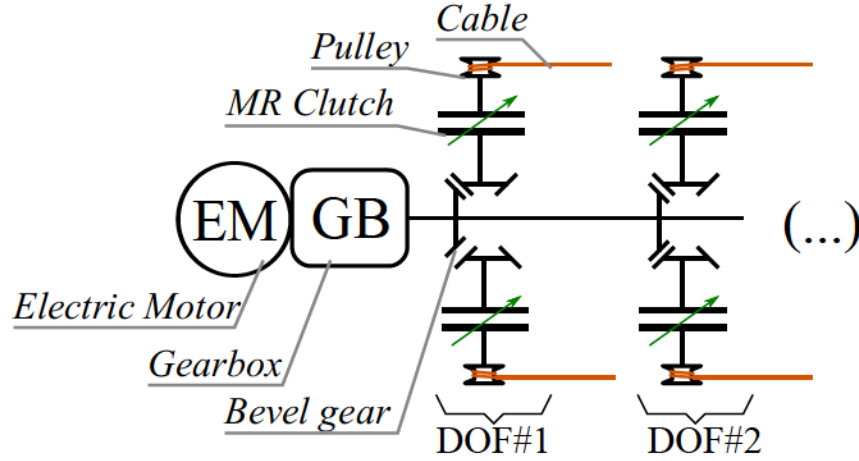 Cable
Pulley
MR Clutch
EM
GB
(...)
Electric Motor
Gearbox
Bevel gear
DOF#1
DOF#2